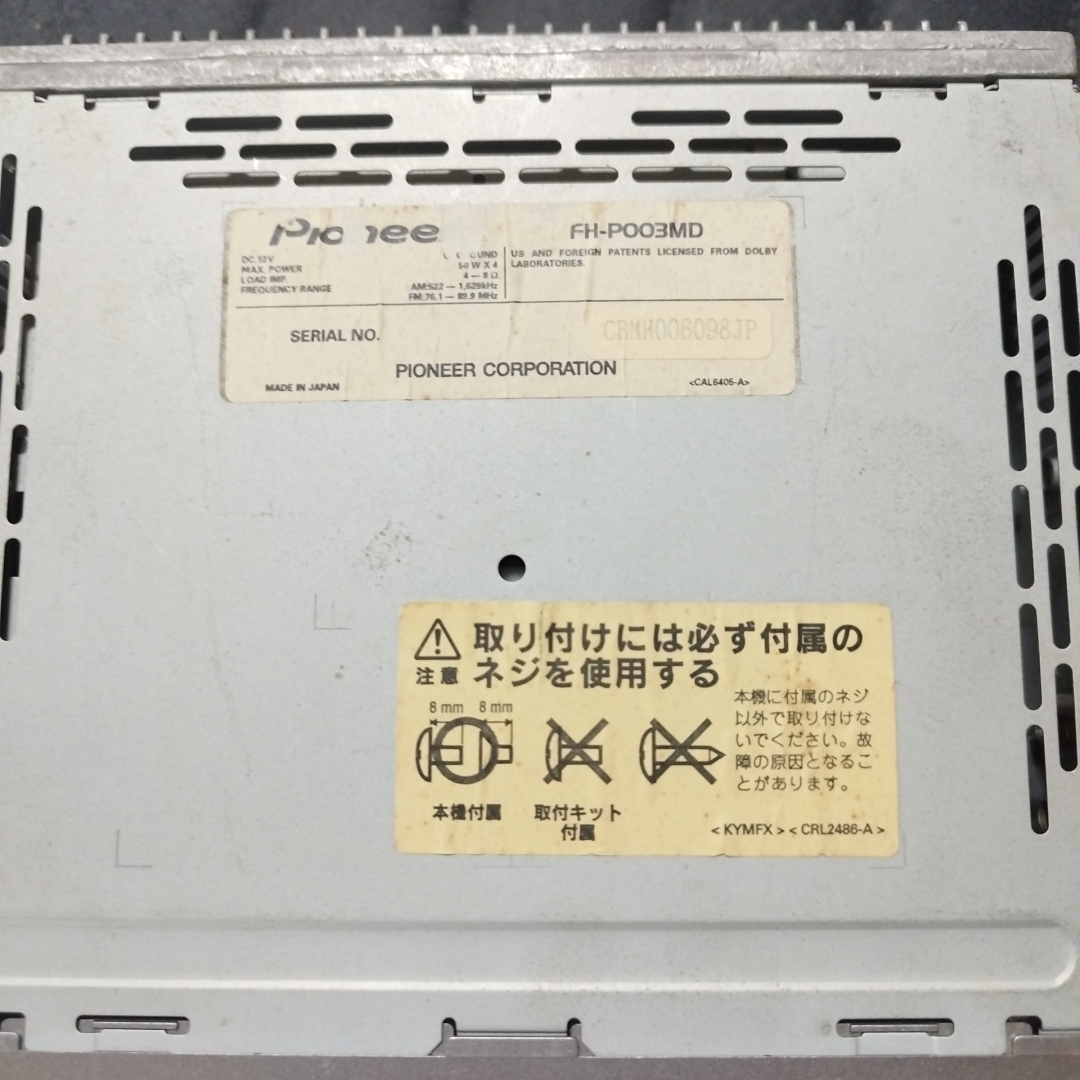 Pio nee
FH-P003MD
DC 12V
GUND
MAX. POWER
50 W X 4
LOAD IMP.
4 — 8 Ω
FREQUENCY RANGE
AM:522 — 1,629kHz
FM:76.1 — 89.9 MHz
US AND FOREIGN PATENTS LICENSED FROM DOLBY
LABORATORIES.
SERIAL NO.
CBMH006098JP
PIONEER CORPORATION
MADE IN JAPAN
<CAL6405-A>
取り付けには必ず付属の
注意
ネジを使用する
8 mm 8 mm
本機に付属のネジ
以外で取り付けな
いでください。故
障の原因となるこ
とがあります。
本機付属
取付キット
付属
< KYMFX > < CRL2486-A >